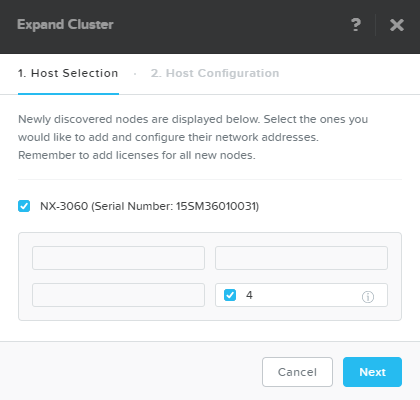 Expand Cluster
?
1. Host Selection · 2. Host Configuration
Newly discovered nodes are displayed below. Select the ones you
would like to add and configure their network addresses.
Remember to add licenses for all new nodes.
NX-3060 (Serial Number: 15SM36010031)
4
Cancel Next